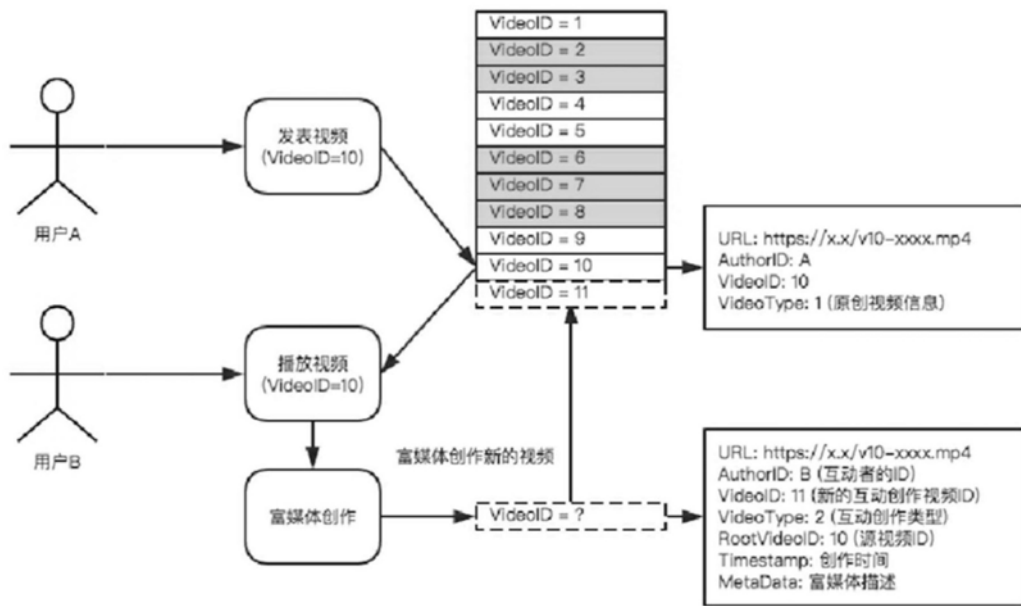 VideoID = 1
VideoID = 2
VideoID = 3
VideoID = 4
VideoID = 5
VideoID = 6
VideoID = 7
VideoID = 8
VideoID = 9
VideoID = 10
VideoID = 11
发表视频
(VideoID=10)
用户A
URL: https://x.x/v10-xxxx.mp4
AuthorID: A
VideoID: 10
VideoType: 1 (原创视频信息)
播放视频
(VideoID=10)
用户B
富媒体创作新的视频
富媒体创作
VideoID = ?
URL: https://x.x/v10-xxxx.mp4
AuthorID: B (互动者的ID)
VideoID: 11 (新的互动创作视频ID)
VideoType: 2 (互动创作类型)
RootVideoID: 10 (源视频ID)
Timestamp: 创作时间
MetaData: 富媒体描述